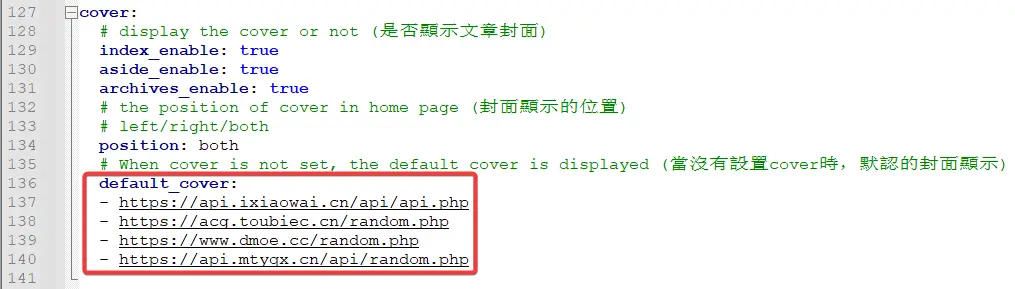 127 cover:
128 # display the cover or not (是否顯示文章封面)
129 index_enable: true
130 aside_enable: true
131 archives_enable: true
132 # the position of cover in home page (封面顯示的位置)
133 # left/right/both
134 position: both
135 # When cover is not set, the default cover is displayed (當沒有設置cover時，默認的封面顯示)
136 default_cover:
137 - https://api.ixiaowai.cn/api/api.php
138 - https://acg.toubiec.cn/random.php
139 - https://www.dmoe.cc/random.php
140 - https://api.mtyqx.cn/api/random.php
141